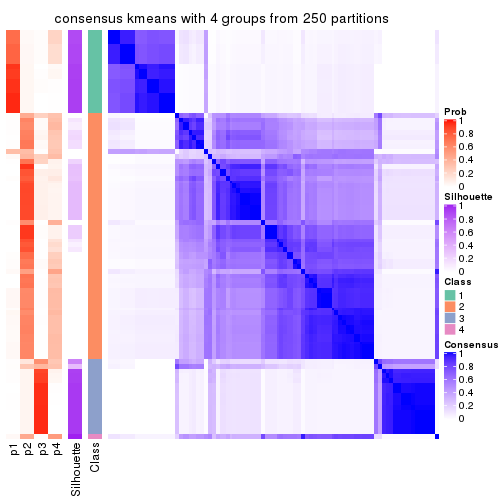 consensus kmeans with 4 groups from 250 partitions
Prob
1
0.8
0.6
0.4
0.2
0
Silhouette
1
0.8
0.6
0.4
0.2
0
Class
1
2
3
4
Consensus
1
0.8
0.6
0.4
0.2
0
p1
p2
p3
p4
Silhouette
Class